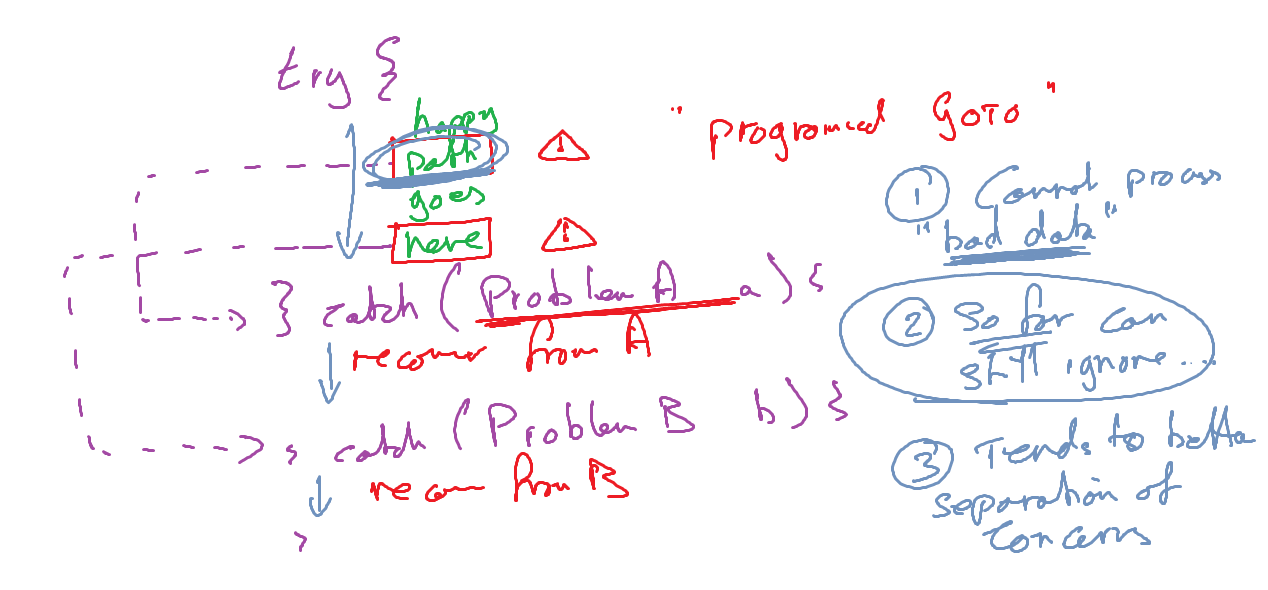 try {
happy
path
goes
here
} catch (Problem A a) {
recover from A
} catch (Problem B b) {
recover from B
}
"programmed GOTO"
① Cannot process
"bad data"
② So far can
still ignore....
③ Tends to better
separation of
concerns